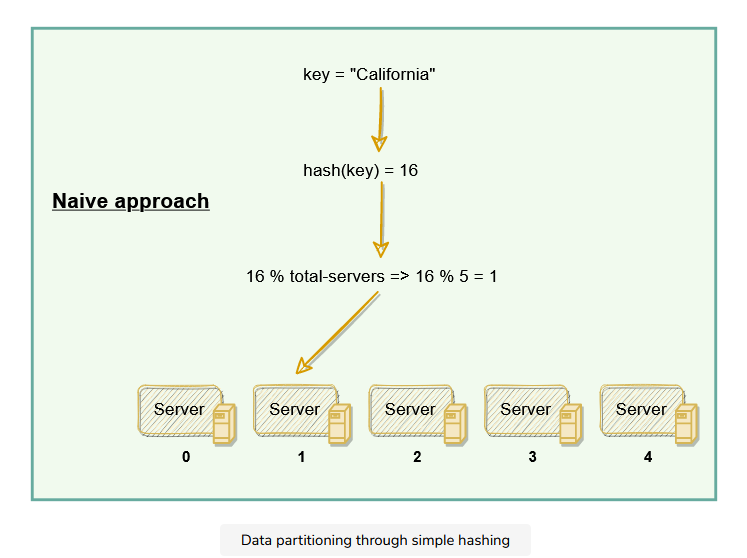 key = "California"
hash(key) = 16
Naive approach
16 % total-servers => 16 % 5 = 1
Server Server Server Server Server
0 1 2 3 4
Data partitioning through simple hashing